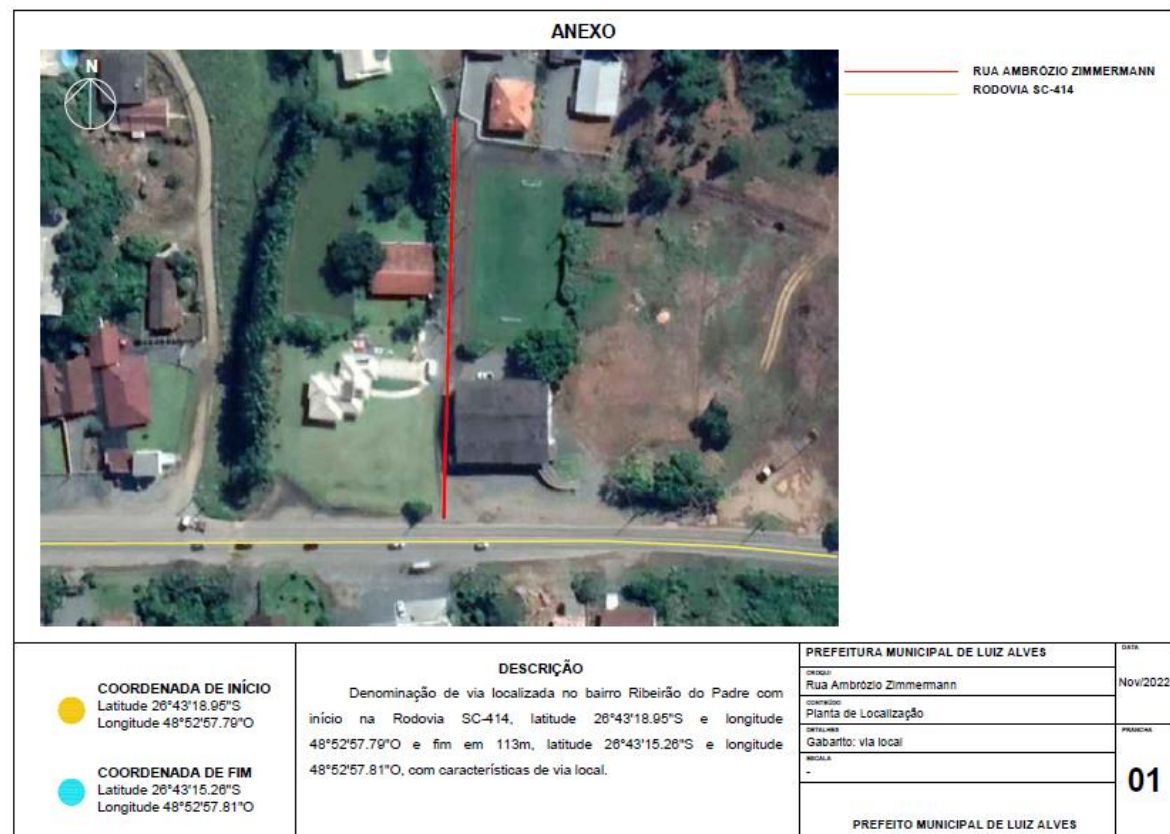 ANEXO
N
RUA AMBRÓZIO ZIMMERMANN
RODOVIA SC-414
COORDENADA DE INÍCIO
Latitude 26°43'18.95"S
Longitude 48°52'57.79"O
COORDENADA DE FIM
Latitude 26°43'15.26"S
Longitude 48°52'57.81"O
DESCRIÇÃO
Denominação de via localizada no bairro Ribeirão do Padre com
início na Rodovia SC-414, latitude 26°43'18.95"S e longitude
48°52'57.79"O e fim em 113m, latitude 26°43'15.26"S e longitude
48°52'57.81"O, com características de via local.
PREFEITURA MUNICIPAL DE LUIZ ALVES
CROQUI
Rua Ambrózio Zimmermann
CONTEÚDO
Planta de Localização
DETALHES
Gabarito: via local
ESCALA
-
PREFEITO MUNICIPAL DE LUIZ ALVES
DATA
Nov/2022
PRANCHA
01